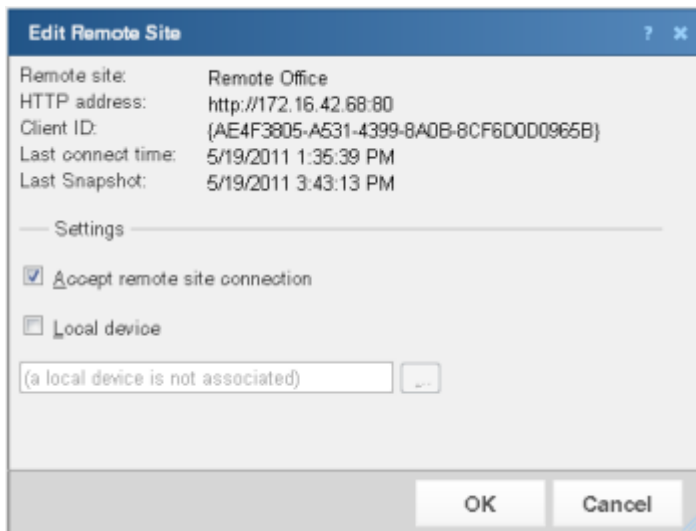 Edit Remote Site ? ×
Remote site: Remote Office
HTTP address: http://172.16.42.68:80
Client ID: {AE4F3805-A531-4399-8A0B-8CF6D0D0965B}
Last connect time: 5/19/2011 1:35:39 PM
Last Snapshot: 5/19/2011 3:43:13 PM
Settings
Accept remote site connection
Local device
(a local device is not associated) ...
OK Cancel